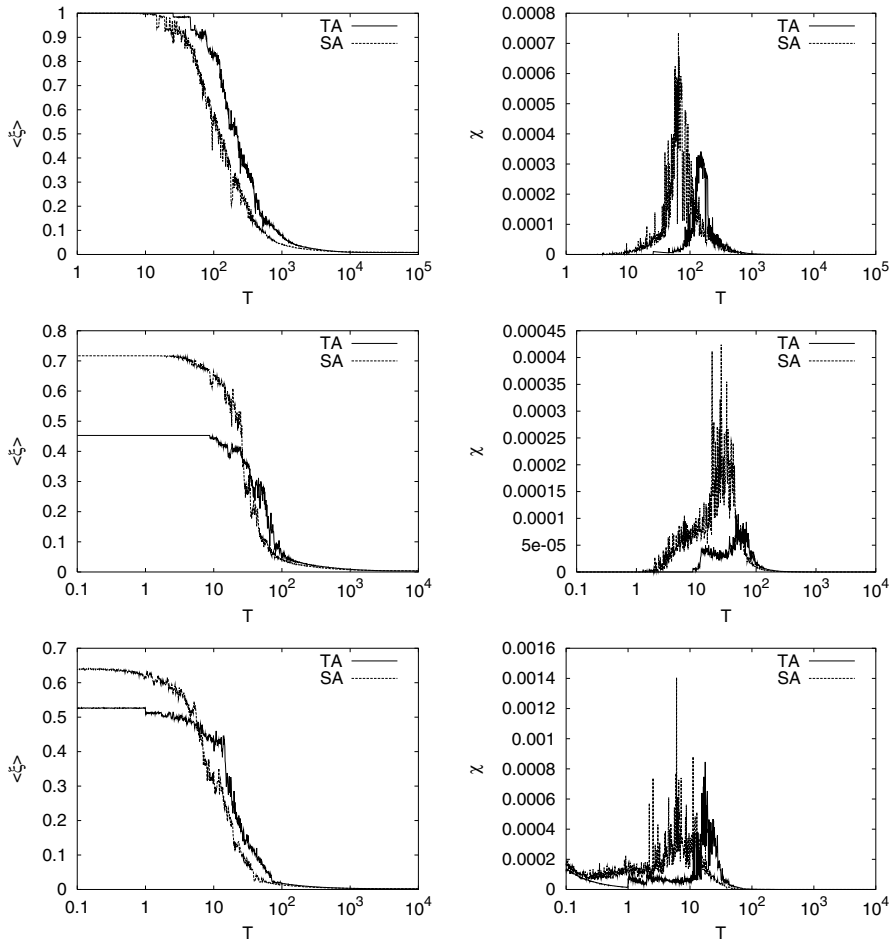 1
0.9
0.8
0.7
0.6
0.5
0.4
0.3
0.2
0.1
0
<ξ>
TA
SA
1 10 10² 10³ 10⁴ 10⁵
T
0.0008
0.0007
0.0006
0.0005
0.0004
0.0003
0.0002
0.0001
0
χ
TA
SA
1 10 10² 10³ 10⁴ 10⁵
T
0.8
0.7
0.6
0.5
0.4
0.3
0.2
0.1
0
<ξ>
TA
SA
0.1 1 10 10² 10³ 10⁴
T
0.00045
0.0004
0.00035
0.0003
0.00025
0.0002
0.00015
0.0001
5e-05
0
χ
TA
SA
0.1 1 10 10² 10³ 10⁴
T
0.7
0.6
0.5
0.4
0.3
0.2
0.1
0
<ξ>
TA
SA
0.1 1 10 10² 10³ 10⁴
T
0.0016
0.0014
0.0012
0.001
0.0008
0.0006
0.0004
0.0002
0
χ
TA
SA
0.1 1 10 10² 10³ 10⁴
T